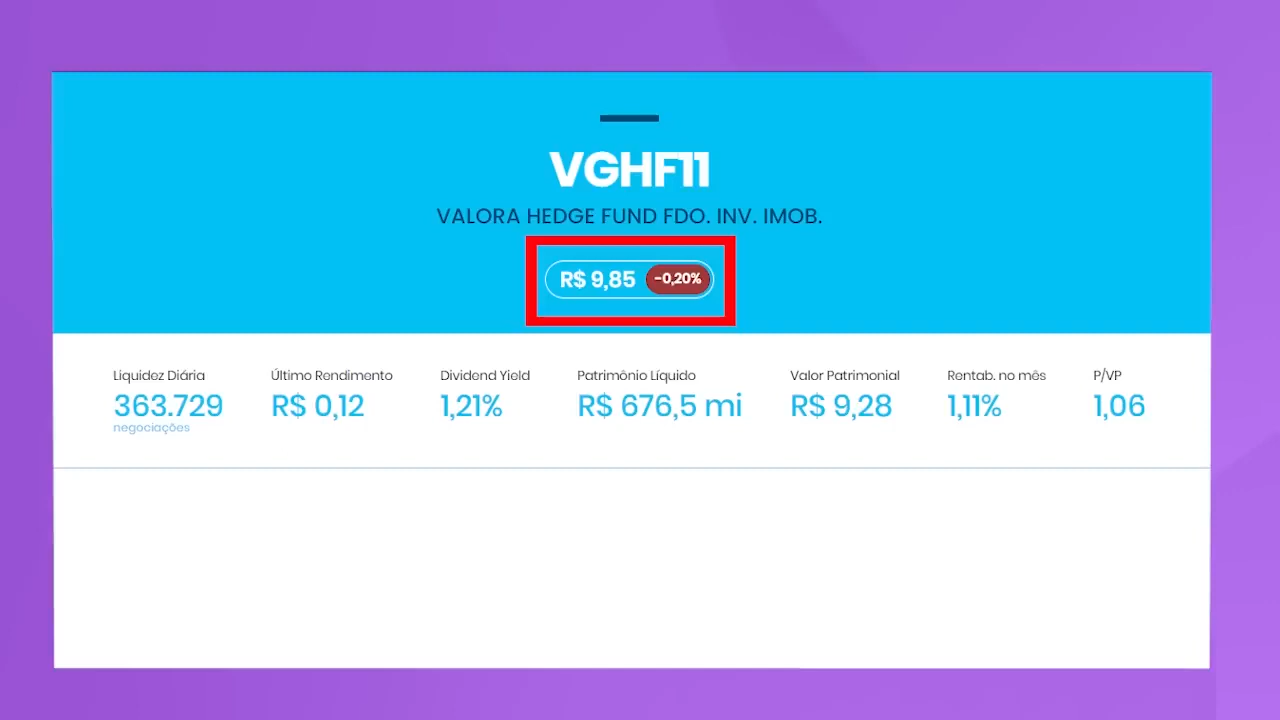 VGHF11
VALORA HEDGE FUND FDO. INV. IMOB.
R$ 9,85 -0,20%
Liquidez Diária Último Rendimento Dividend Yield Patrimônio Líquido Valor Patrimonial Rentab. no mês P/VP
363.729 R$ 0,12 1,21% R$ 676,5 mi R$ 9,28 1,11% 1,06
negociações